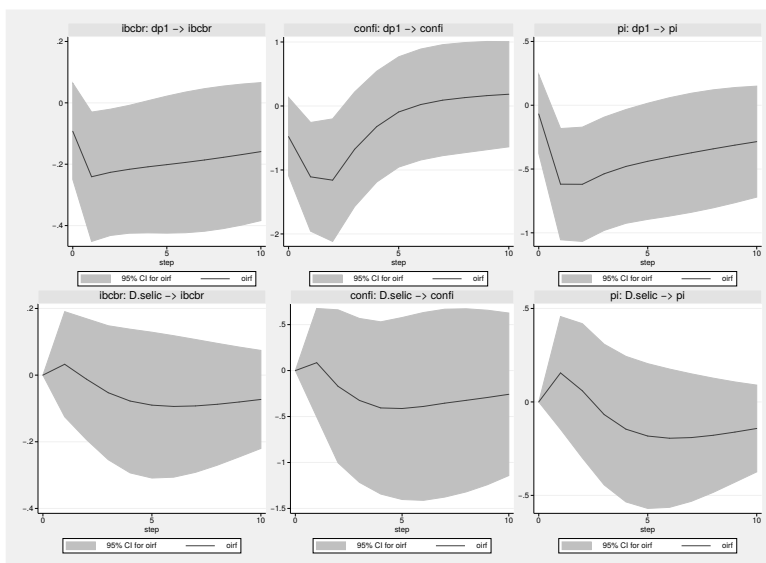 ibcbr: dp1 −> ibcbr
.2
0
−.2
−.4
0
5
10
step
95% CI for oirf
oirf
confi: dp1 −> confi
1
0
−1
−2
0
5
10
step
95% CI for oirf
oirf
pi: dp1 −> pi
.5
0
−.5
−1
0
5
10
step
95% CI for oirf
oirf
ibcbr: D.selic −> ibcbr
.2
0
−.2
−.4
0
5
10
step
95% CI for oirf
oirf
confi: D.selic −> confi
.5
0
−.5
−1
−1.5
0
5
10
step
95% CI for oirf
oirf
pi: D.selic −> pi
.5
0
−.5
0
5
10
step
95% CI for oirf
oirf